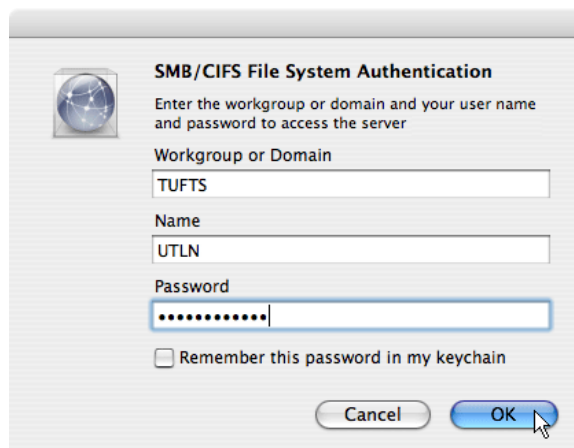 SMB/CIFS File System Authentication
Enter the workgroup or domain and your user name
and password to access the server
Workgroup or Domain
TUFTS
Name
UTLN
Password
••••••••••••
Remember this password in my keychain
Cancel
OK